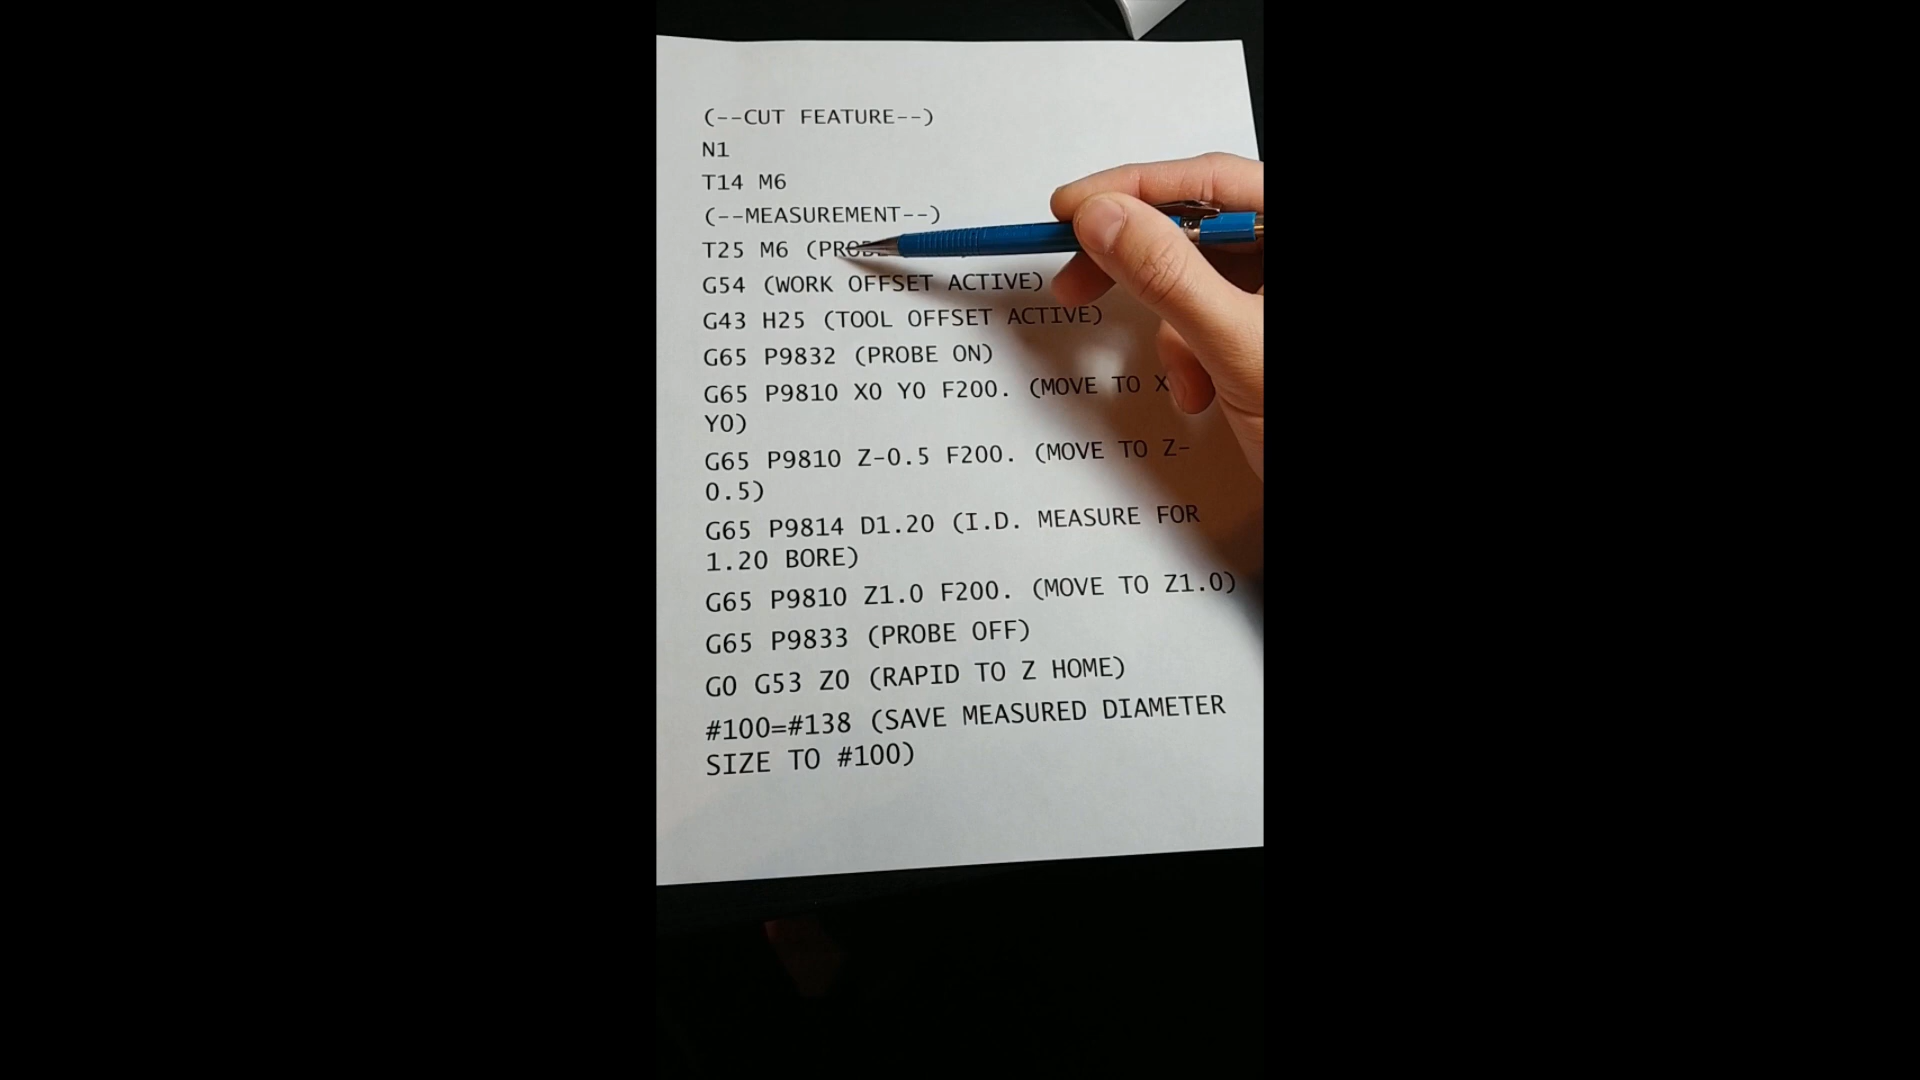 (--CUT FEATURE--)
N1
T14 M6
(--MEASUREMENT--)
T25 M6 (PROBE
G54 (WORK OFFSET ACTIVE)
G43 H25 (TOOL OFFSET ACTIVE)
G65 P9832 (PROBE ON)
G65 P9810 X0 Y0 F200. (MOVE TO X
Y0)
G65 P9810 Z-0.5 F200. (MOVE TO Z-
0.5)
G65 P9814 D1.20 (I.D. MEASURE FOR
1.20 BORE)
G65 P9810 Z1.0 F200. (MOVE TO Z1.0)
G65 P9833 (PROBE OFF)
G0 G53 Z0 (RAPID TO Z HOME)
#100=#138 (SAVE MEASURED DIAMETER
SIZE TO #100)